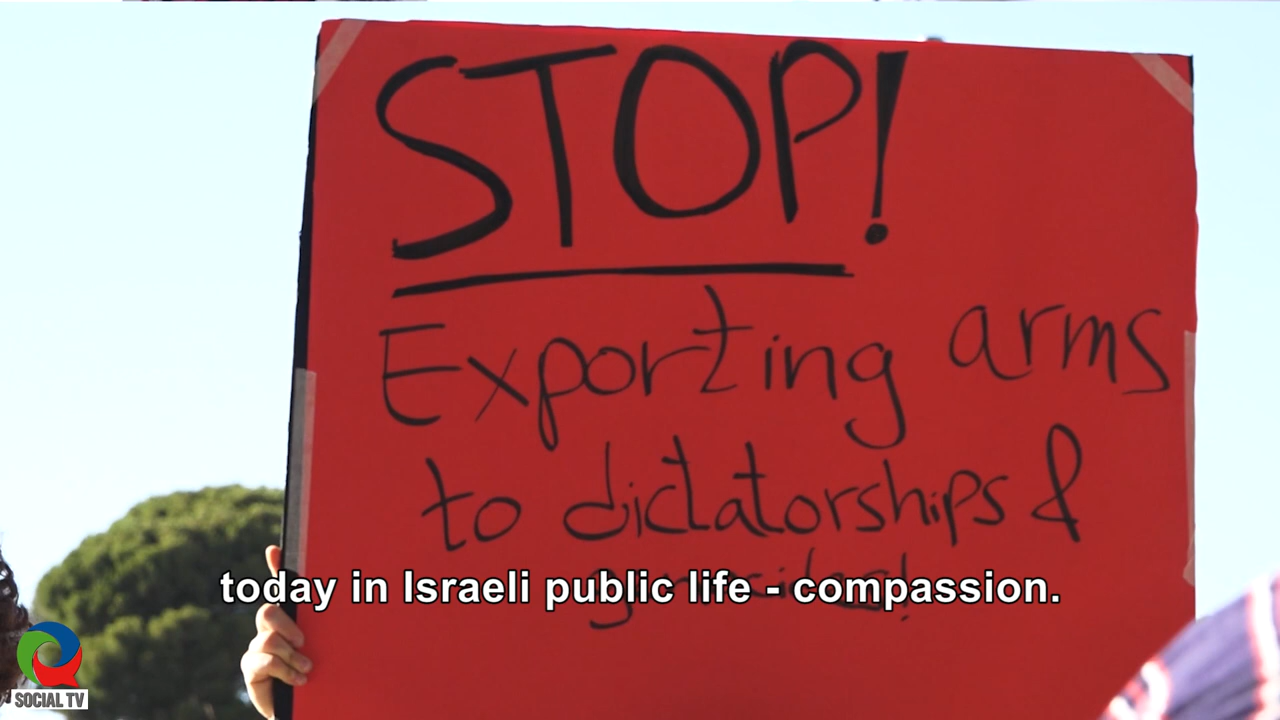 STOP!
Exporting arms
to dictatorships &
today in Israeli public life - compassion.
SOCIAL TV